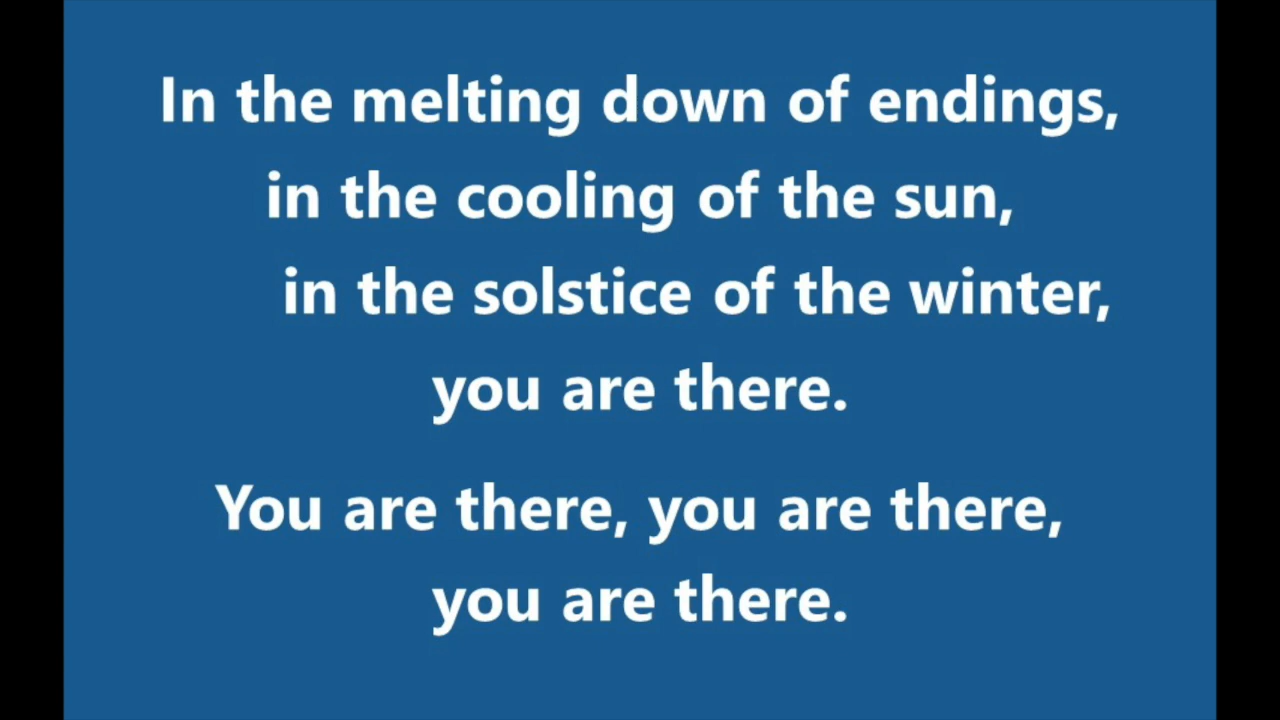 In the melting down of endings,
in the cooling of the sun,
in the solstice of the winter,
you are there.
You are there, you are there,
you are there.